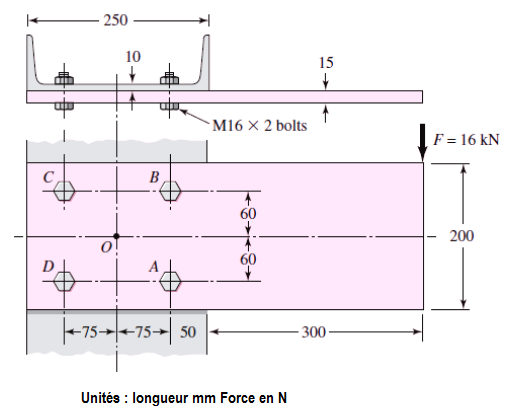 250
10
15
M16 × 2 bolts
F = 16 kN
C
B
60
O
200
60
D
A
75
75
50
300
Unités : longueur mm Force en N